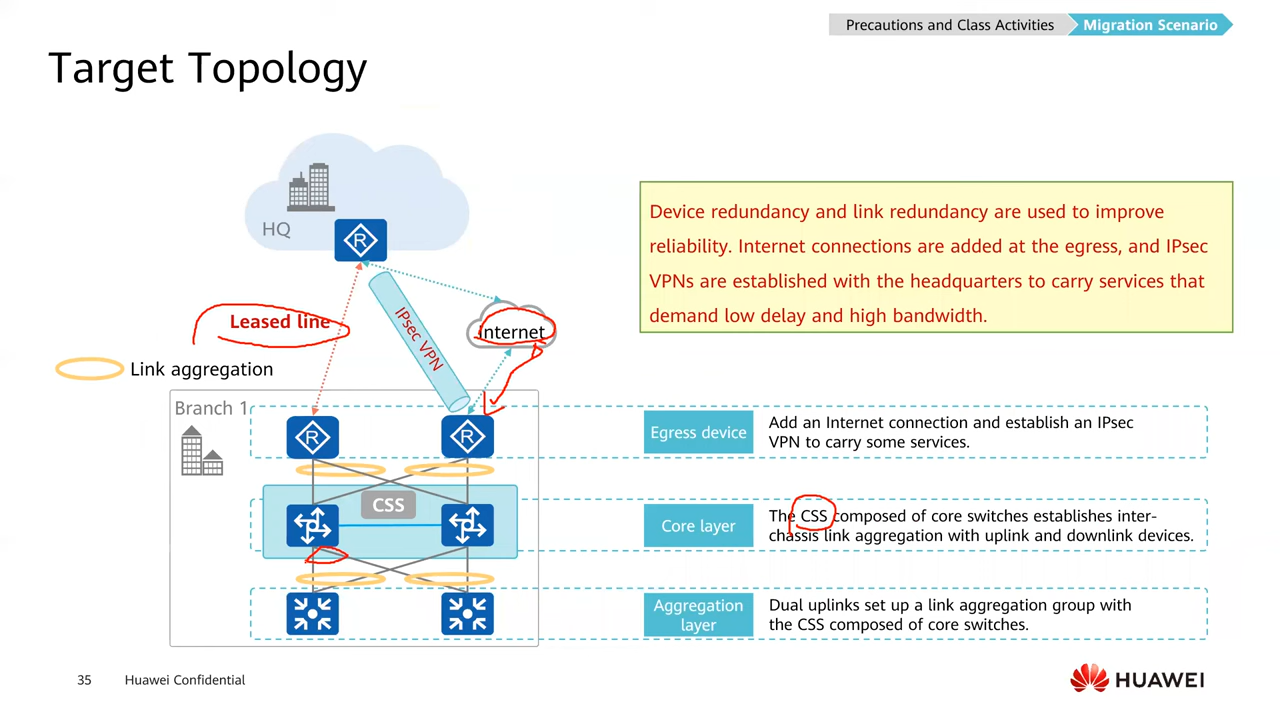 Precautions and Class Activities
Migration Scenario
Target Topology
HQ
R
Leased line
IPsec VPN
Internet
Link aggregation
Branch 1
R
R
CSS
Device redundancy and link redundancy are used to improve
reliability. Internet connections are added at the egress, and IPsec
VPNs are established with the headquarters to carry services that
demand low delay and high bandwidth.
Egress device
Add an Internet connection and establish an IPsec
VPN to carry some services.
Core layer
The CSS composed of core switches establishes inter-
chassis link aggregation with uplink and downlink devices.
Aggregation
layer
Dual uplinks set up a link aggregation group with
the CSS composed of core switches.
35
Huawei Confidential
HUAWEI